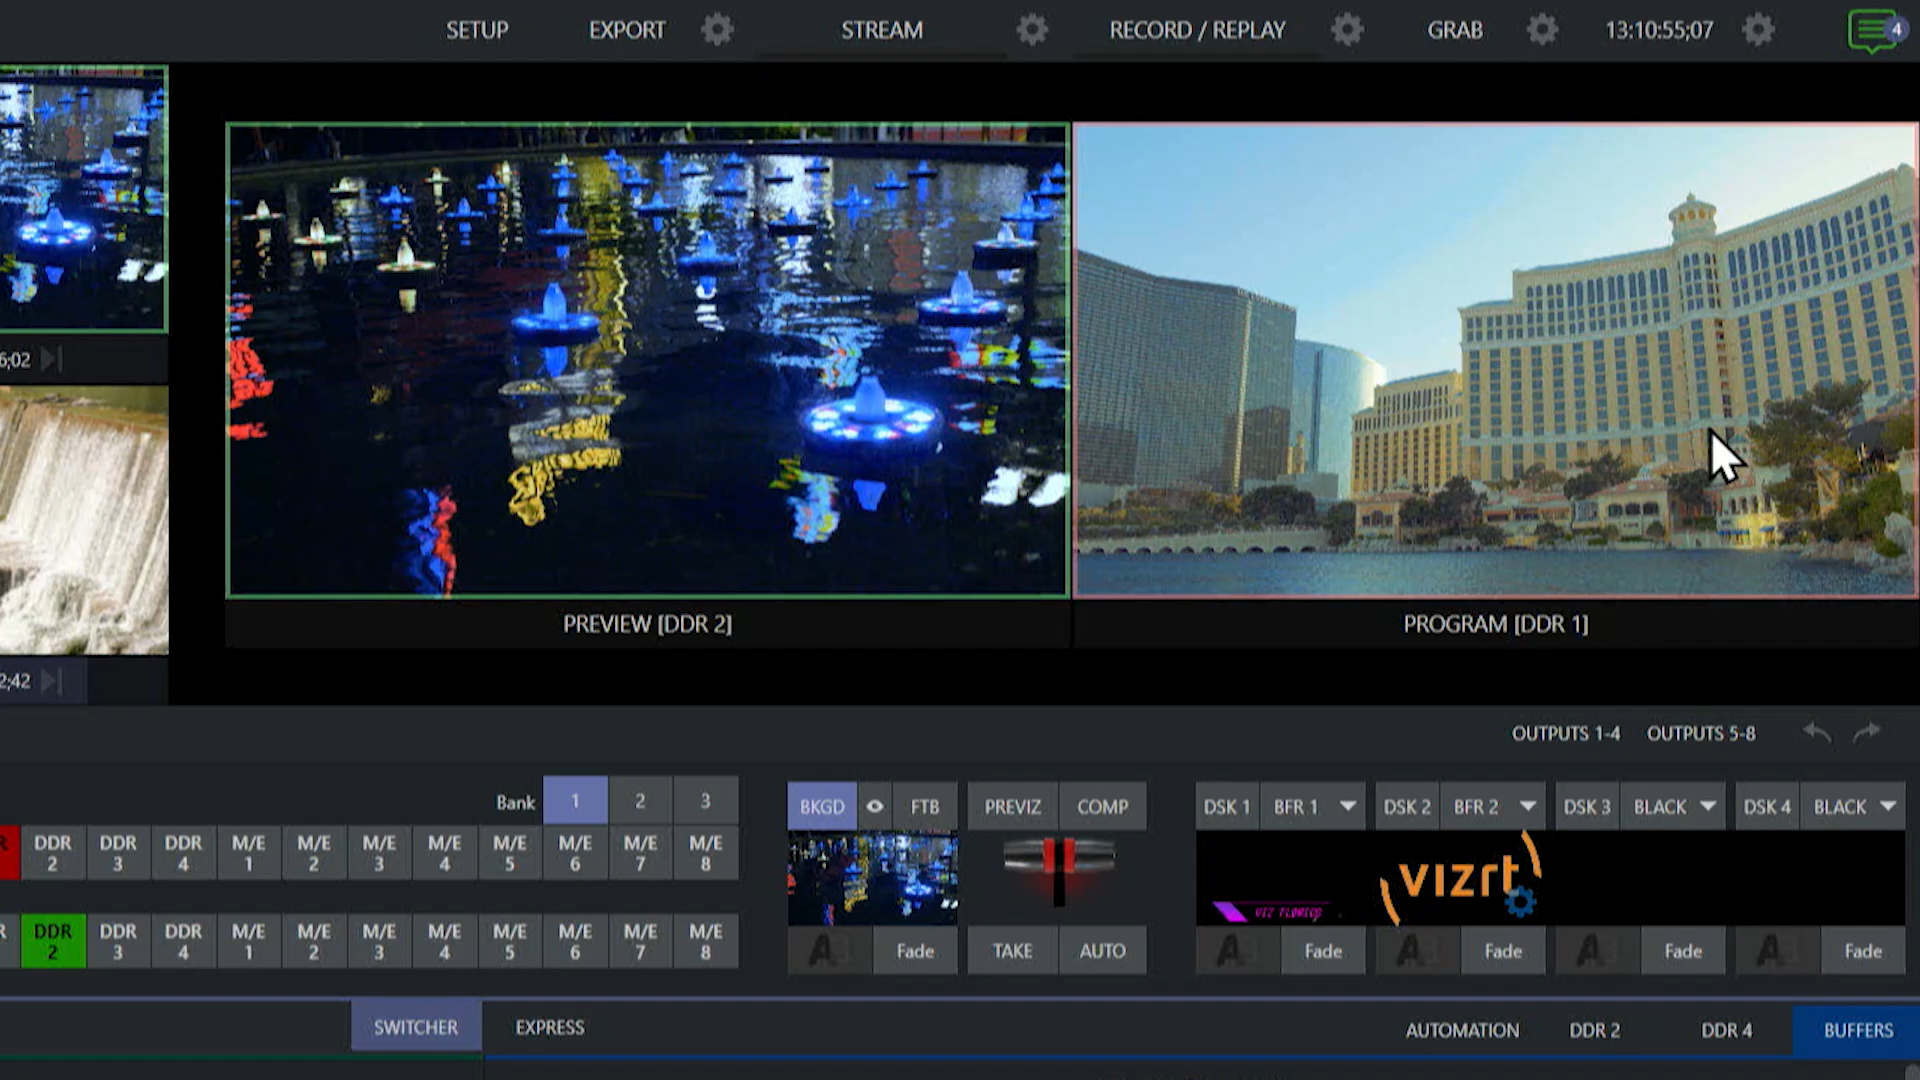 SETUP EXPORT STREAM RECORD / REPLAY GRAB 13:10:55;07 4
6;02
PREVIEW [DDR 2] PROGRAM [DDR 1]
2;42
OUTPUTS 1-4 OUTPUTS 5-8
Bank 1 2 3
BKGD FTB PREVIZ COMP DSK 1 BFR 1 DSK 2 BFR 2 DSK 3 BLACK DSK 4 BLACK
R DDR 2 DDR 3 DDR 4 M/E 1 M/E 2 M/E 3 M/E 4 M/E 5 M/E 6 M/E 7 M/E 8
vizrt
VIZ FLOWICS
R DDR 2 DDR 3 DDR 4 M/E 1 M/E 2 M/E 3 M/E 4 M/E 5 M/E 6 M/E 7 M/E 8
Fade TAKE AUTO Fade Fade Fade Fade
SWITCHER EXPRESS AUTOMATION DDR 2 DDR 4 BUFFERS